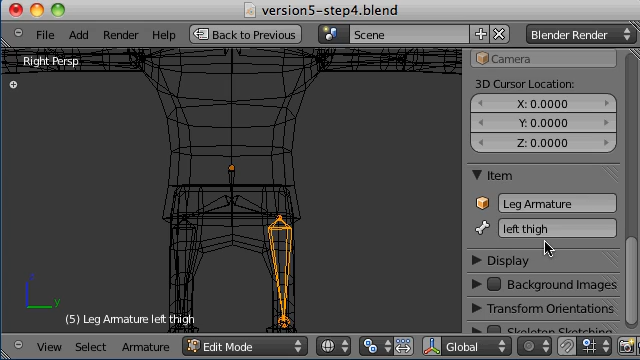 version5-step4.blend
File Add Render Help Back to Previous Scene Blender Render
Right Persp
Camera
3D Cursor Location:
X: 0.0000
Y: 0.0000
Z: 0.0000
Item
Leg Armature
left thigh
Display
Background Images
Transform Orientations
Skeleton Sketching
z
y
(5) Leg Armature left thigh
View Select Armature Edit Mode Global